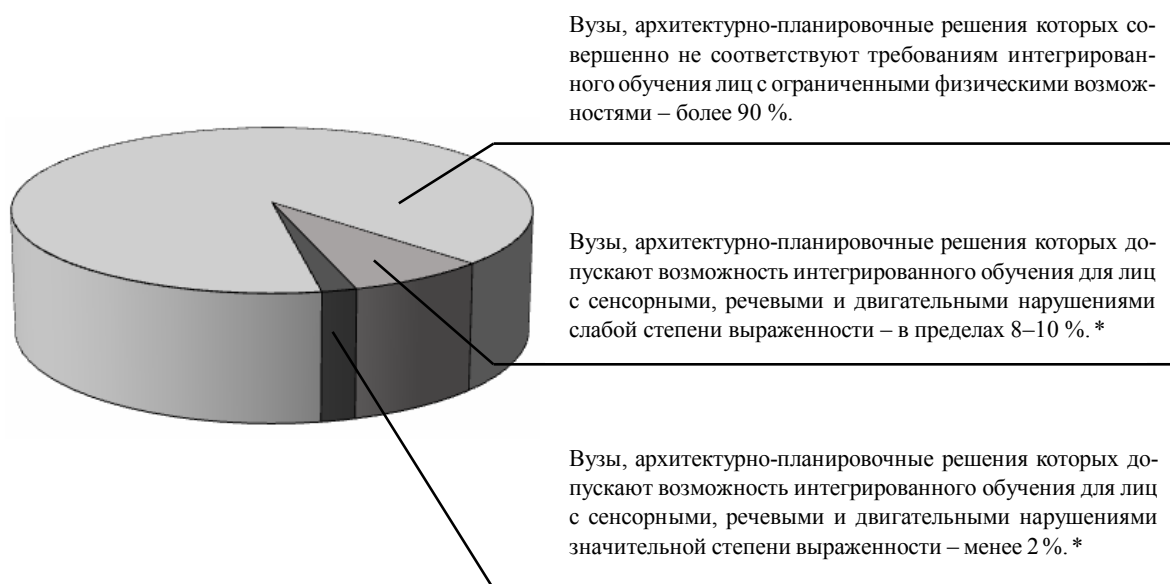 Вузы, архитектурно-планировочные решения которых со-
вершенно не соответствуют требованиям интегрирован-
ного обучения лиц с ограниченными физическими возмож-
ностями – более 90 %.
Вузы, архитектурно-планировочные решения которых до-
пускают возможность интегрированного обучения для лиц
с сенсорными, речевыми и двигательными нарушениями
слабой степени выраженности – в пределах 8–10 %. *
Вузы, архитектурно-планировочные решения которых до-
пускают возможность интегрированного обучения для лиц
с сенсорными, речевыми и двигательными нарушениями
значительной степени выраженности – менее 2 %. *